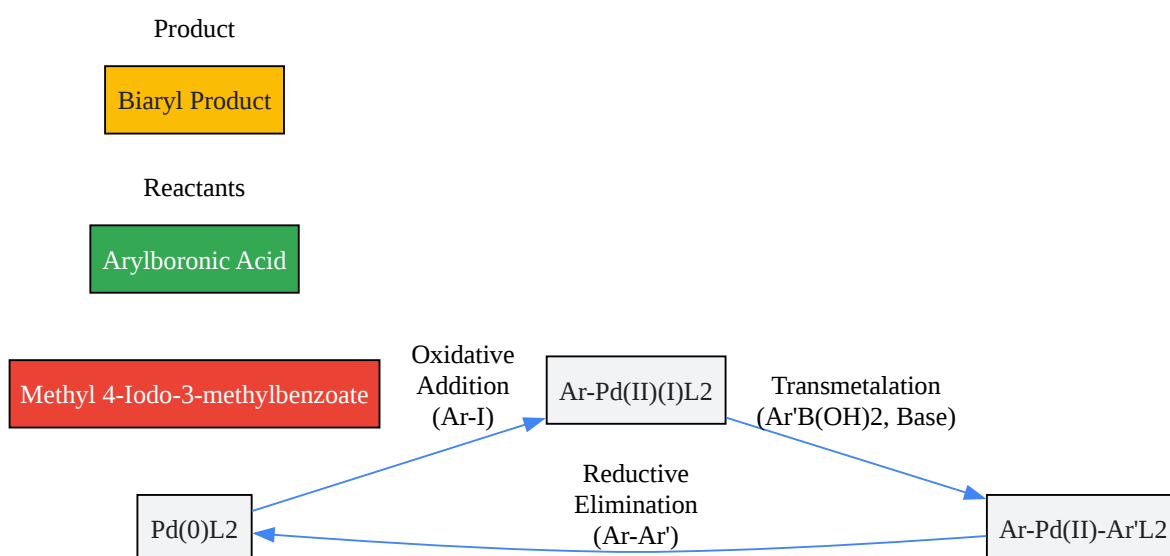 Product
Biaryl Product
Reactants
Arylboronic Acid
Methyl 4-Iodo-3-methylbenzoate
Oxidative
Addition
(Ar-I)
Ar-Pd(II)(I)L2
Transmetalation
(Ar'B(OH)2, Base)
Reductive
Elimination
(Ar-Ar')
Pd(0)L2
Ar-Pd(II)-Ar'L2